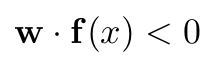 w · f(x) < 0